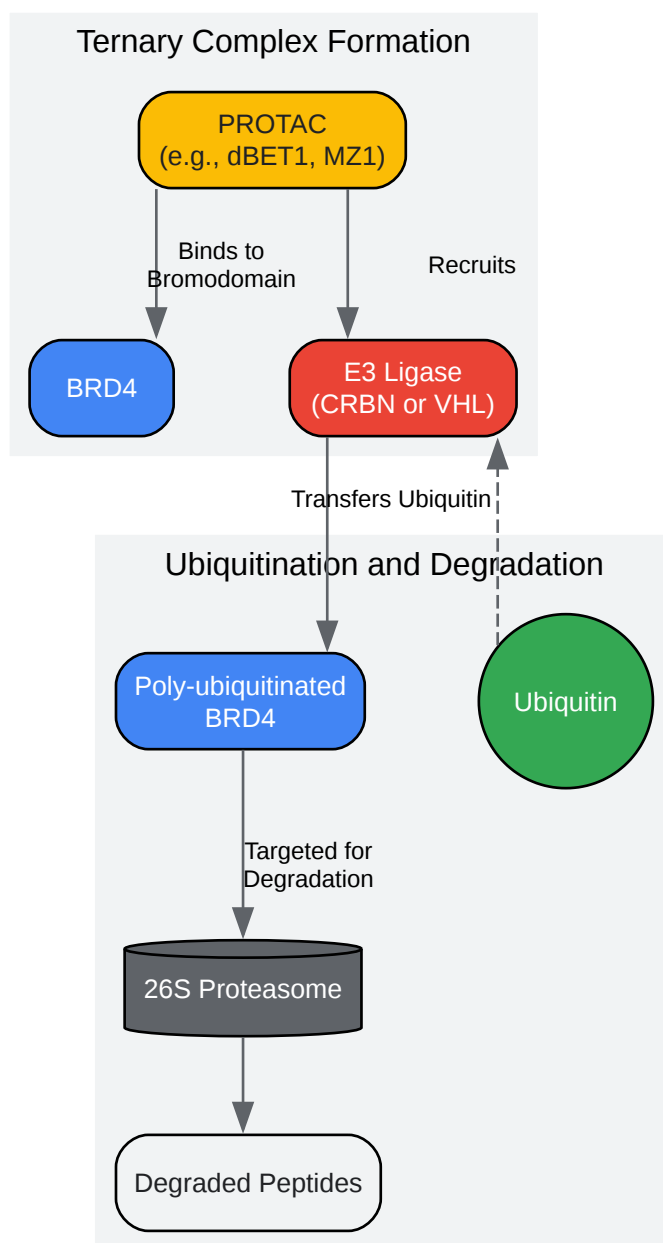 Ternary Complex Formation
PROTAC
(e.g., dBET1, MZ1)
Binds to
Bromodomain
Recruits
BRD4
E3 Ligase
(CRBN or VHL)
Transfers Ubiquitin
Ubiquitination and Degradation
Poly-ubiquitinated
BRD4
Ubiquitin
Targeted for
Degradation
26S Proteasome
Degraded Peptides